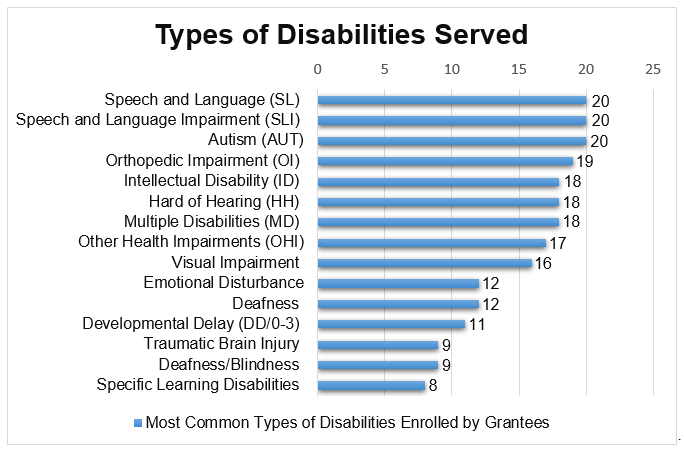 Types of Disabilities Served
0 5 10 15 20 25
Speech and Language (SL) 20
Speech and Language Impairment (SLI) 20
Autism (AUT) 20
Orthopedic Impairment (OI) 19
Intellectual Disability (ID) 18
Hard of Hearing (HH) 18
Multiple Disabilities (MD) 18
Other Health Impairments (OHI) 17
Visual Impairment 16
Emotional Disturbance 12
Deafness 12
Developmental Delay (DD/0-3) 11
Traumatic Brain Injury 9
Deafness/Blindness 9
Specific Learning Disabilities 8
Most Common Types of Disabilities Enrolled by Grantees
.